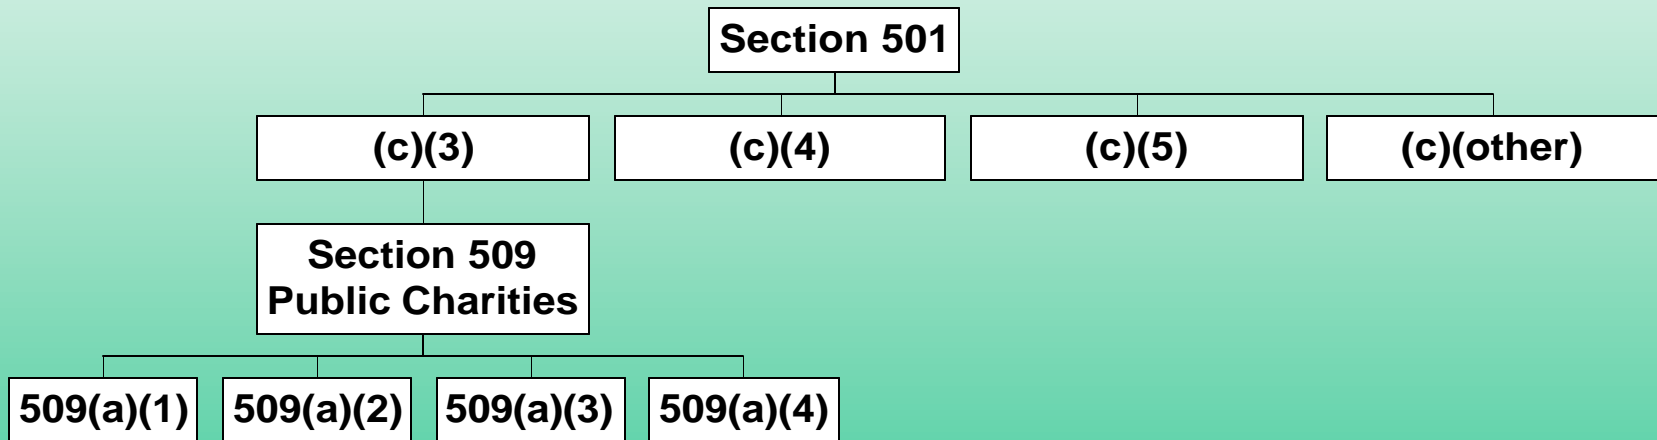 Section 501
(c)(3)
(c)(4)
(c)(5)
(c)(other)
Section 509
Public Charities
509(a)(1)
509(a)(2)
509(a)(3)
509(a)(4)